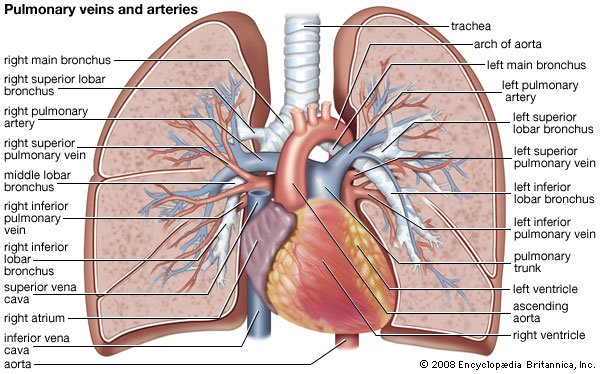 Pulmonary veins and arteries
trachea
arch of aorta
right main bronchus
left main bronchus
right superior lobar
bronchus
left pulmonary
artery
right pulmonary
artery
left superior
lobar bronchus
right superior
pulmonary vein
left superior
pulmonary vein
middle lobar
bronchus
left inferior
lobar bronchus
right inferior
pulmonary
vein
left inferior
pulmonary vein
right inferior
lobar
bronchus
pulmonary
trunk
superior vena
cava
left ventricle
right atrium
ascending
aorta
inferior vena
cava
right ventricle
aorta
© 2008 Encyclopædia Britannica, Inc.